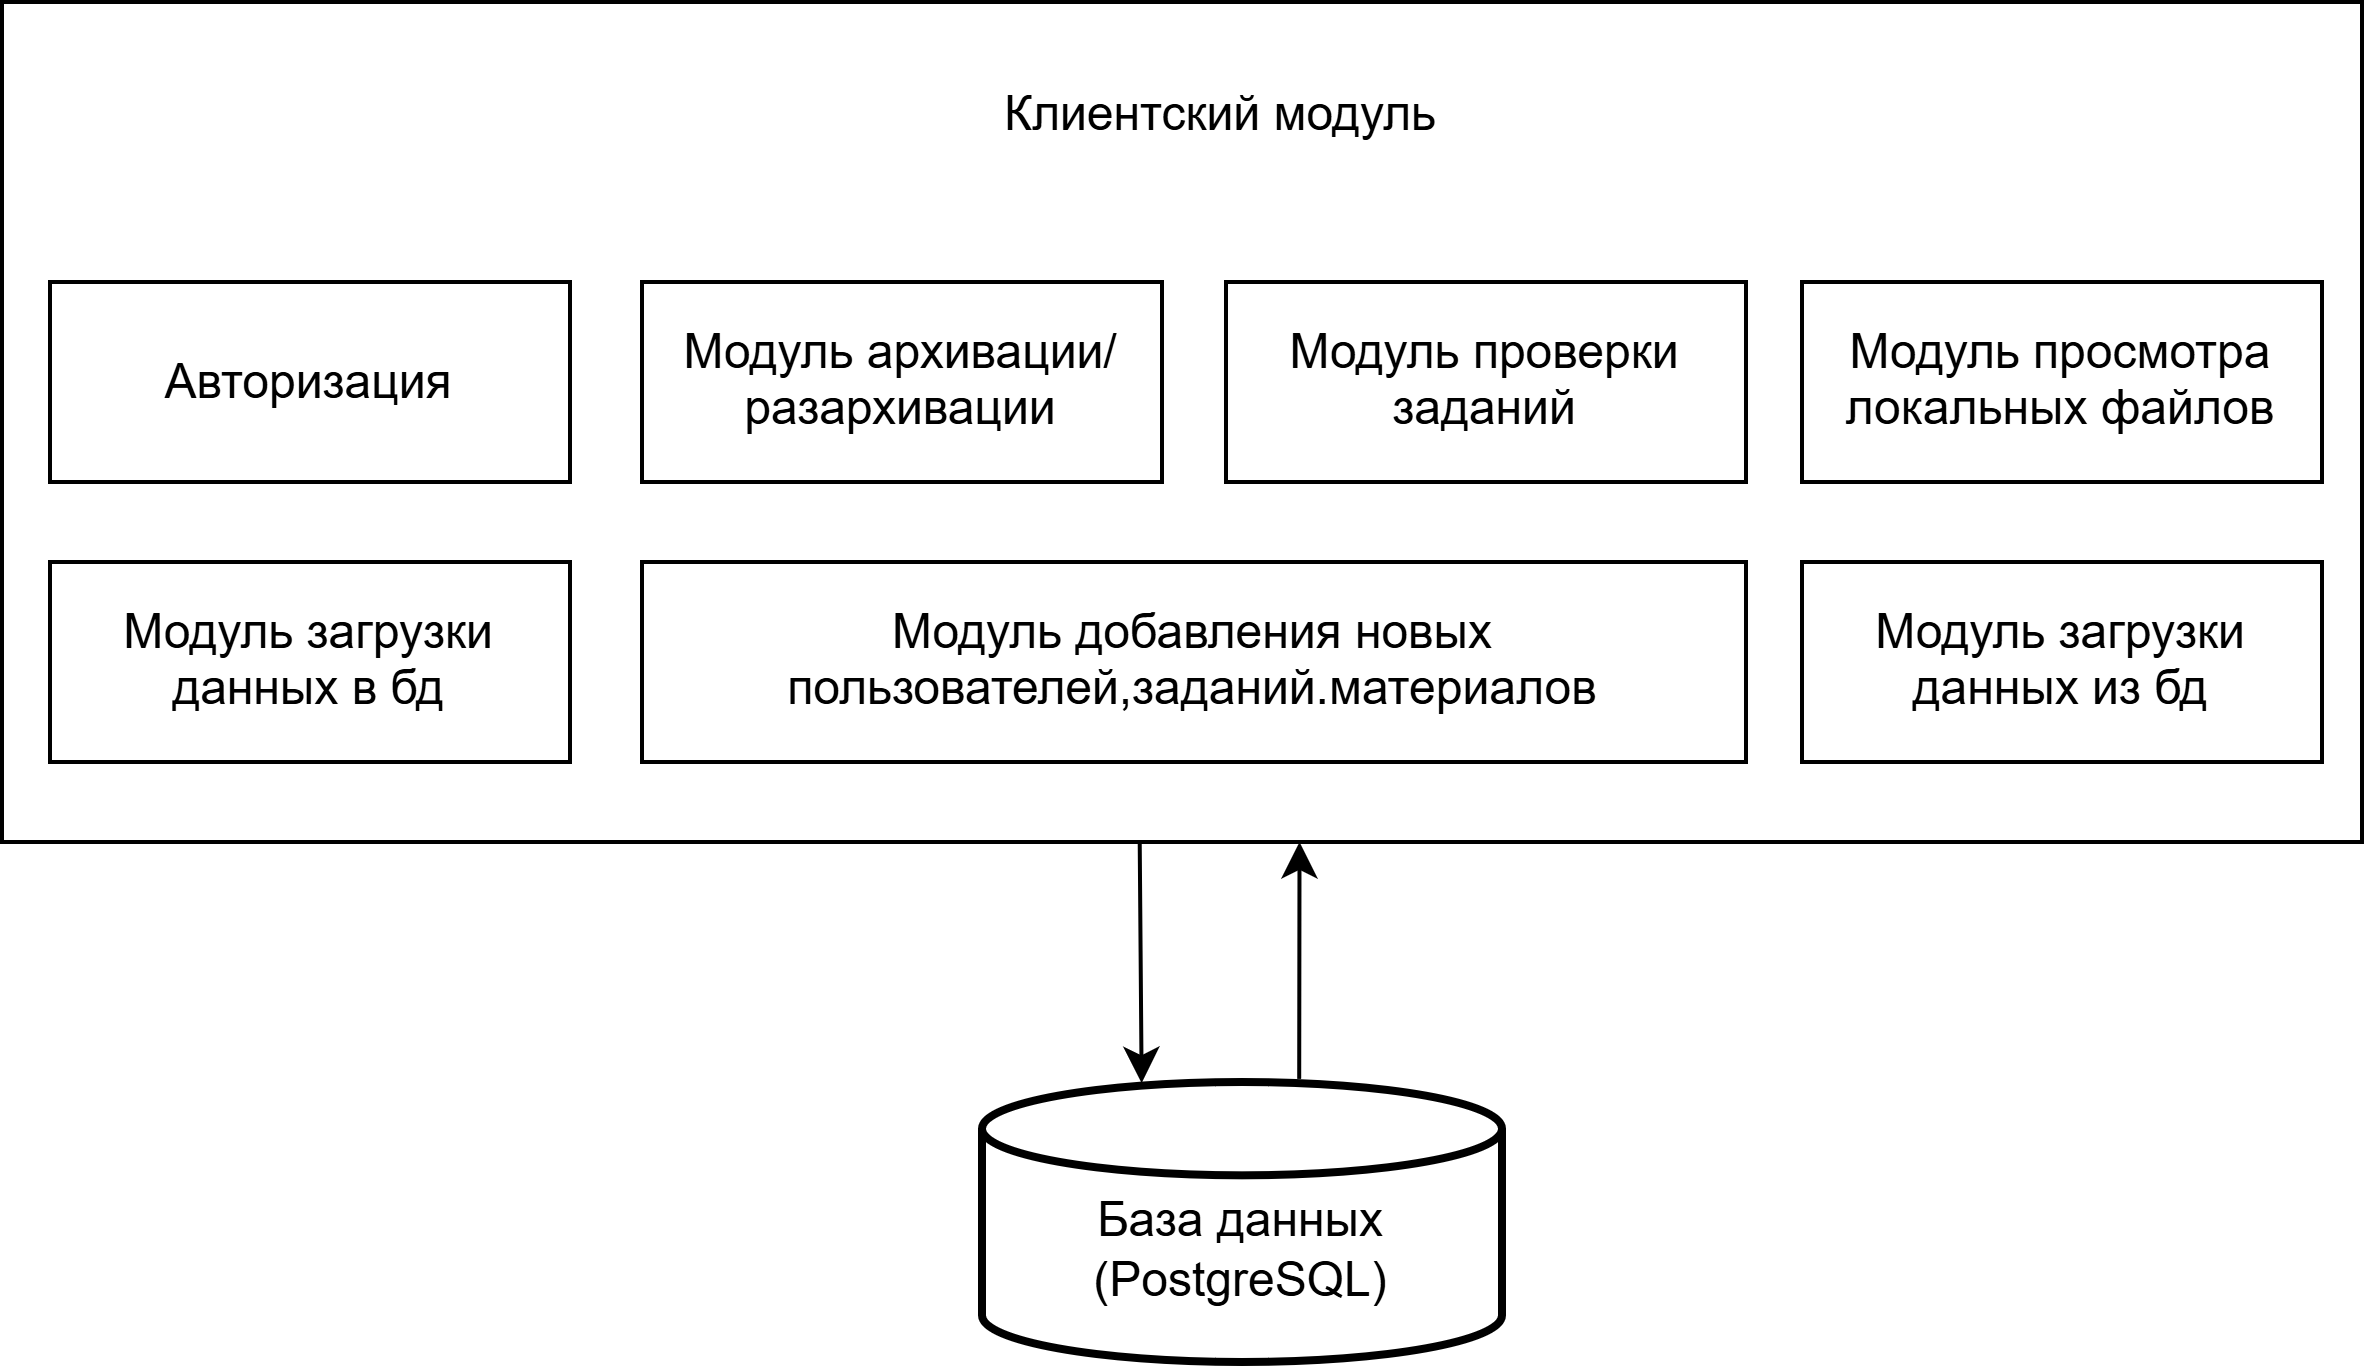 Клиентский модуль
Авторизация
Модуль архивации/
разархивации
Модуль проверки
заданий
Модуль просмотра
локальных файлов
Модуль загрузки
данных в бд
Модуль добавления новых
пользователей,заданий.материалов
Модуль загрузки
данных из бд
База данных
(PostgreSQL)